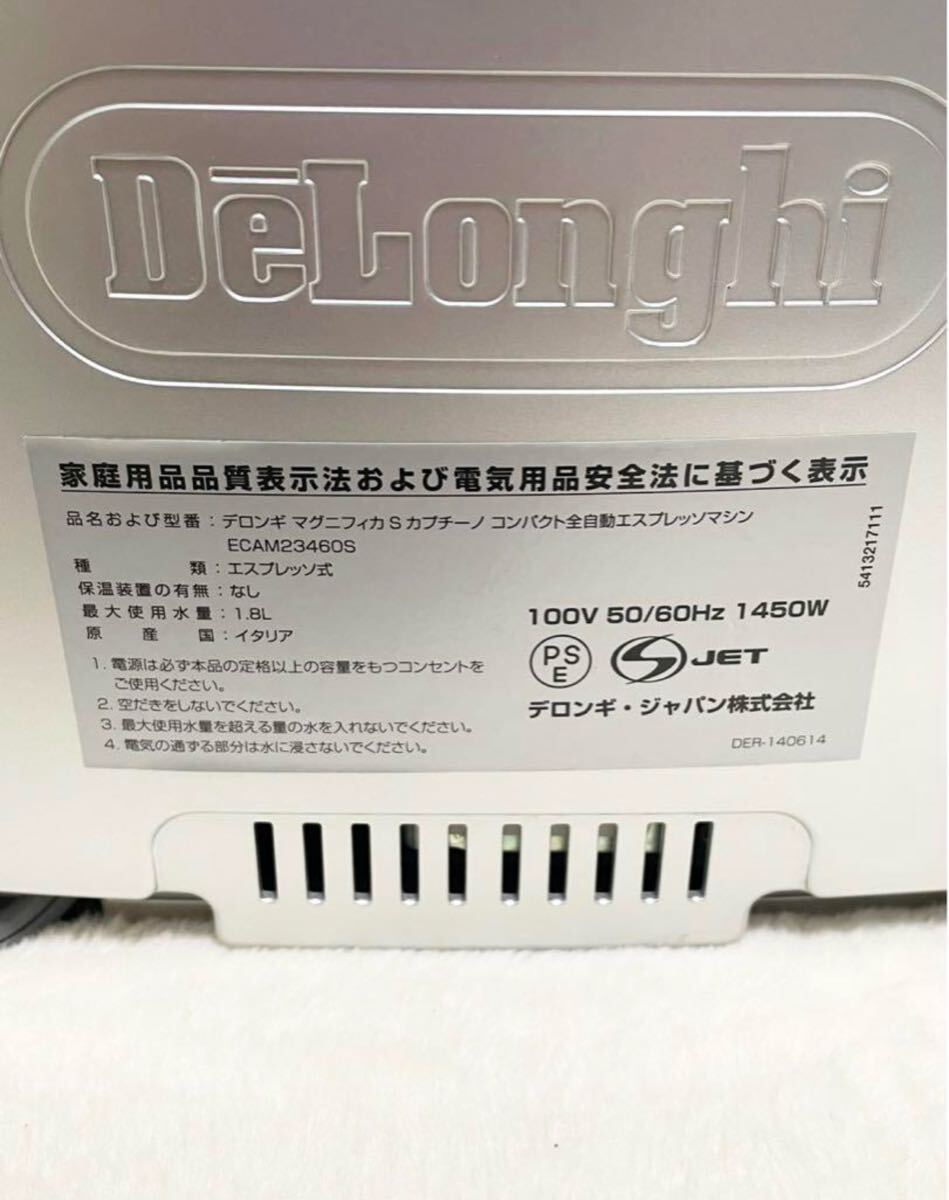 DēLonghi
家庭用品品質表示法および電気用品安全法に基づく表示
品名および型番：デロンギ マグニフィカ S カプチーノ コンパクト全自動エスプレッソマシン
ECAM23460S
種類：エスプレッソ式
保温装置の有無：なし
最大使用水量：1.8L
原産国：イタリア
1. 電源は必ず本品の定格以上の容量をもつコンセントを
ご使用ください。
2. 空だきをしないでください。
3. 最大使用水量を超える量の水を入れないでください。
4. 電気の通ずる部分は水に浸さないでください。
100V 50/60Hz 1450W
PS
E
JET
デロンギ・ジャパン株式会社
DER-140614
5413217111